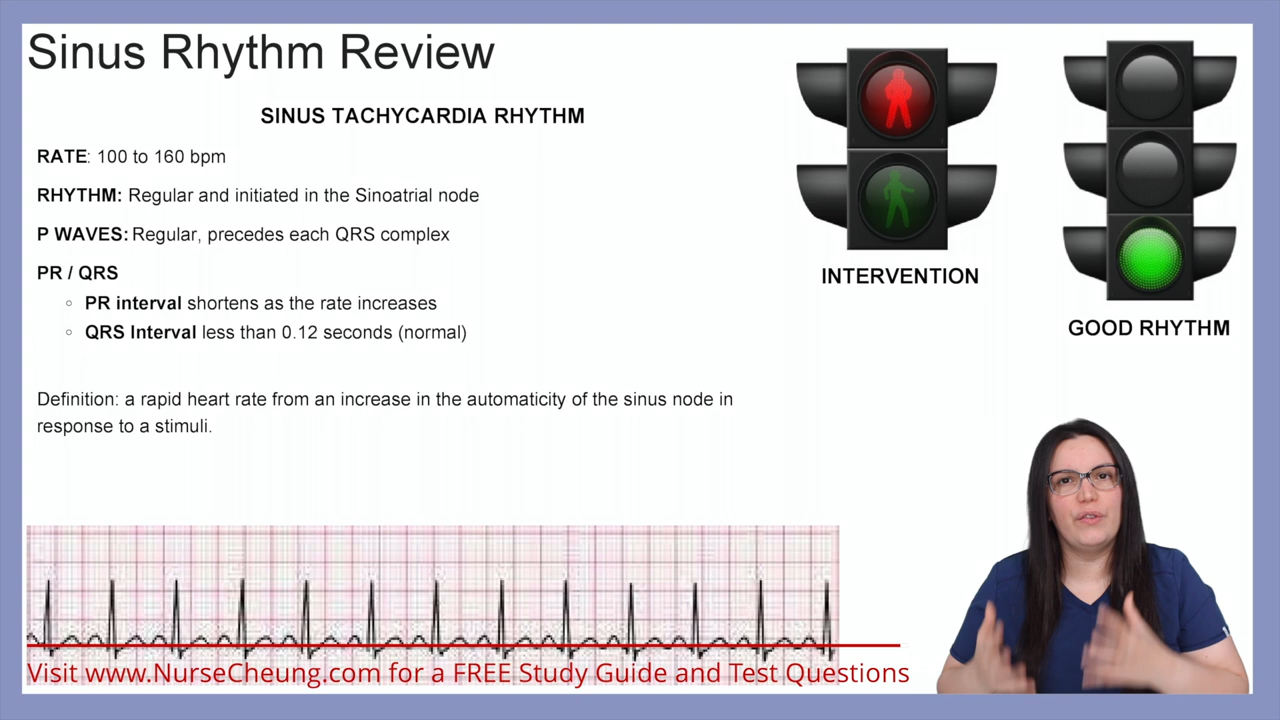 Sinus Rhythm Review
SINUS TACHYCARDIA RHYTHM
RATE: 100 to 160 bpm
RHYTHM: Regular and initiated in the Sinoatrial node
P WAVES: Regular, precedes each QRS complex
PR / QRS
◦ PR interval shortens as the rate increases
◦ QRS Interval less than 0.12 seconds (normal)
Definition: a rapid heart rate from an increase in the automaticity of the sinus node in
response to a stimuli.
INTERVENTION
GOOD RHYTHM
Visit www.NurseCheung.com for a FREE Study Guide and Test Questions